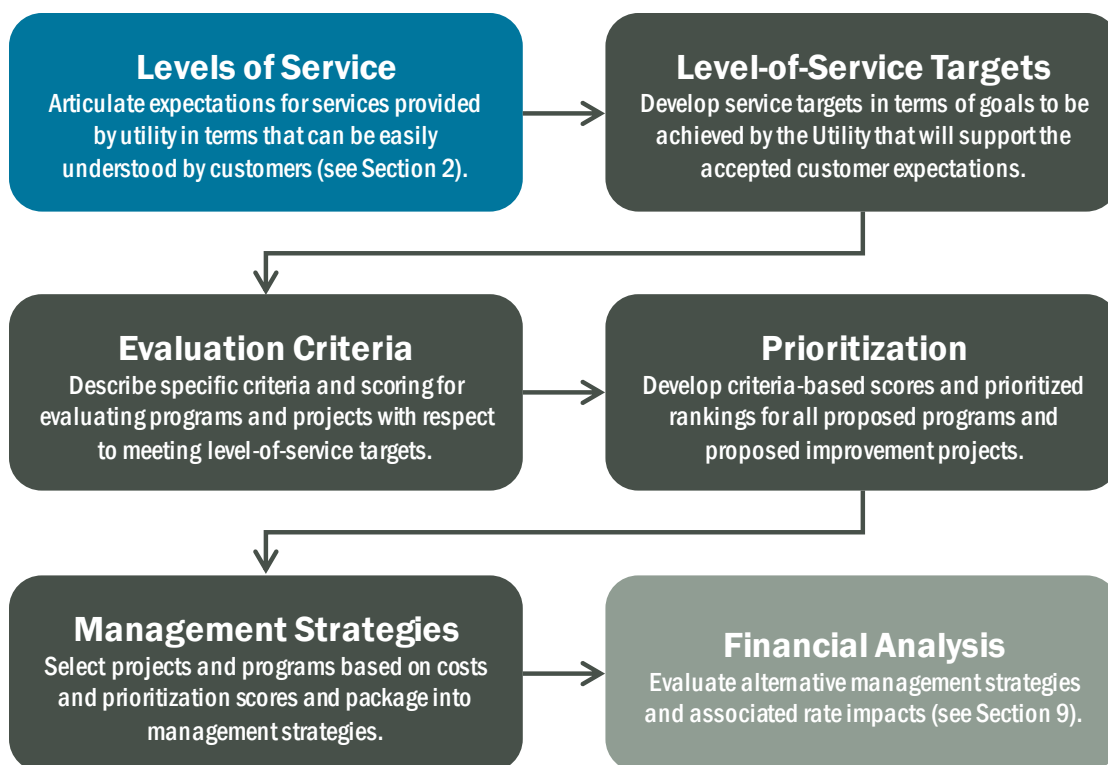 Levels of Service
Articulate expectations for services provided
by utility in terms that can be easily
understood by customers (see Section 2).
Level-of-Service Targets
Develop service targets in terms of goals to be
achieved by the Utility that will support the
accepted customer expectations.
Evaluation Criteria
Describe specific criteria and scoring for
evaluating programs and projects with respect
to meeting level-of-service targets.
Prioritization
Develop criteria-based scores and prioritized
rankings for all proposed programs and
proposed improvement projects.
Management Strategies
Select projects and programs based on costs
and prioritization scores and package into
management strategies.
Financial Analysis
Evaluate alternative management strategies
and associated rate impacts (see Section 9).